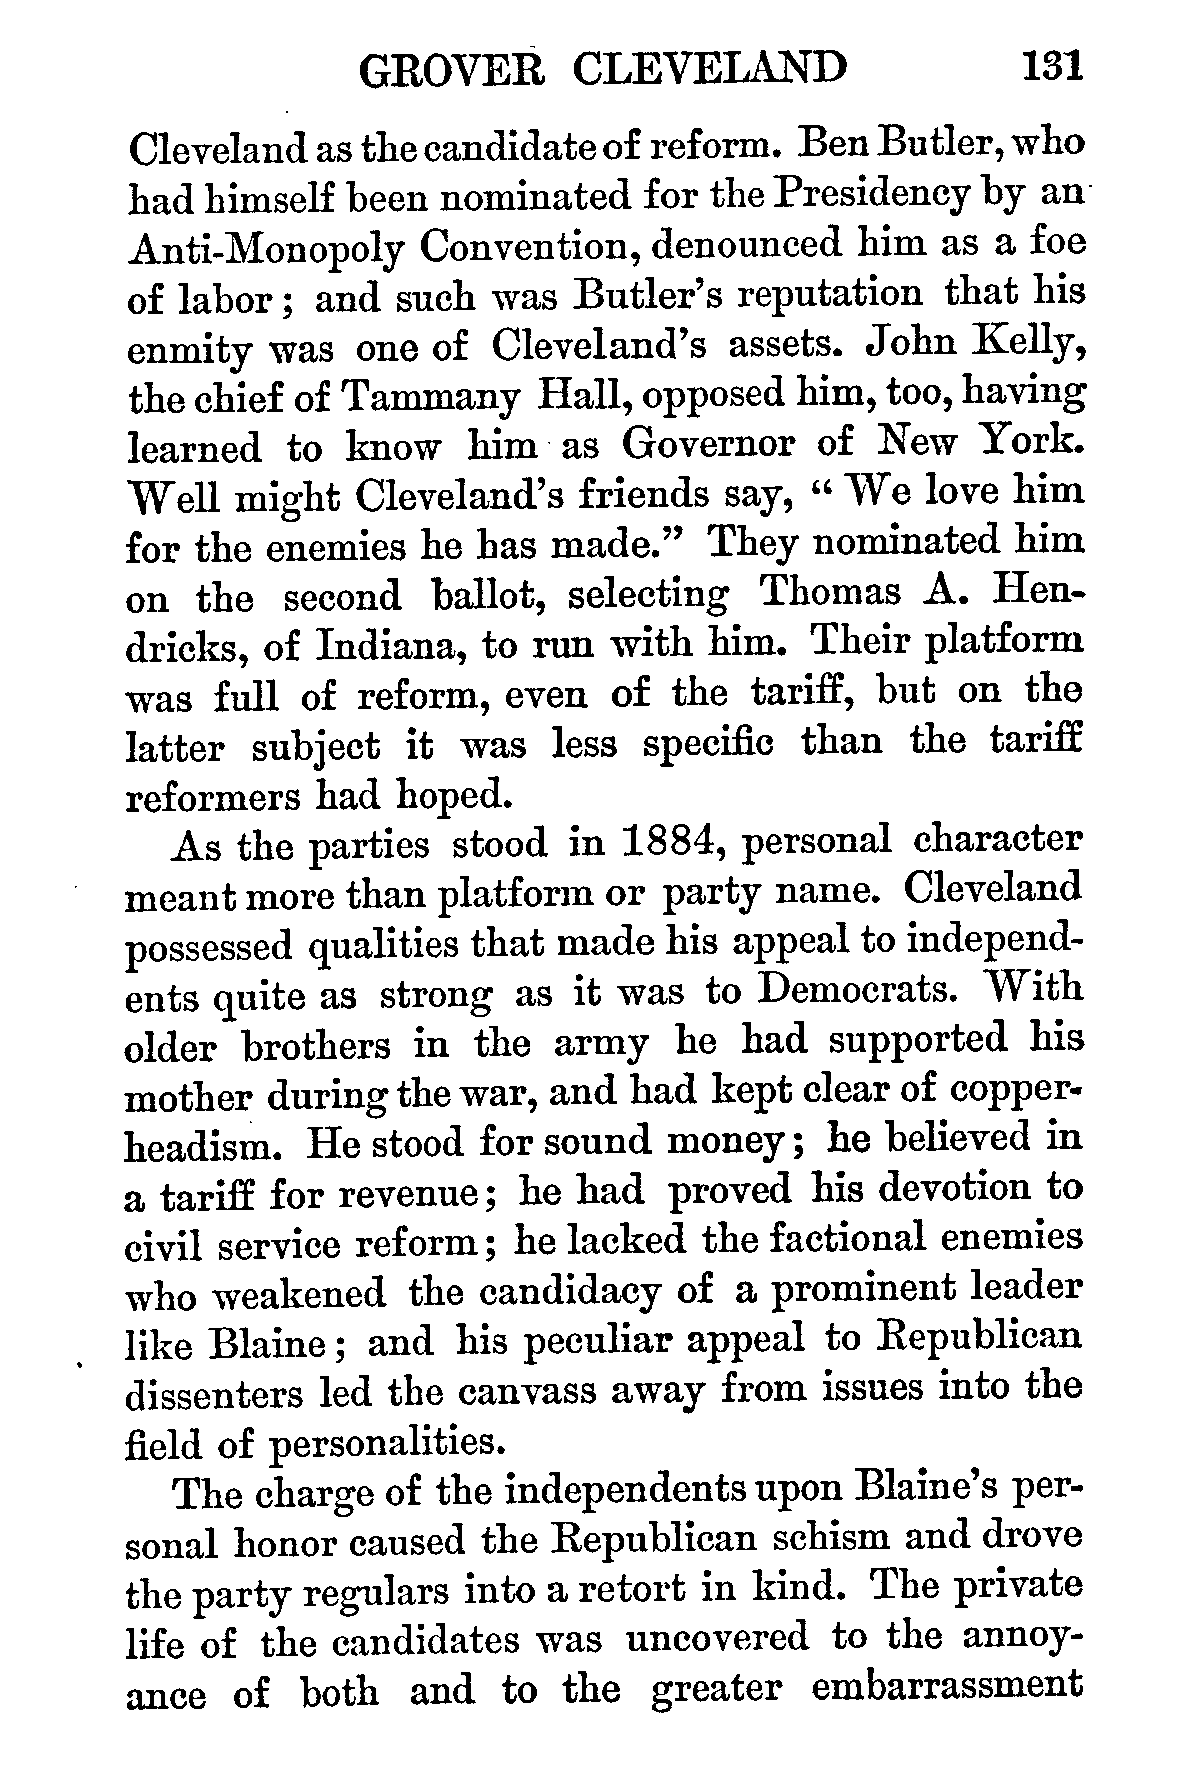 GROVER CLEVELAND 131
Cleveland as the candidate of reform. Ben Butler, who
had himself been nominated for the Presidency by an
Anti-Monopoly Convention, denounced him as a foe
of labor; and such was Butler's reputation that his
enmity was one of Cleveland's assets. John Kelly,
the chief of Tammany Hall, opposed him, too, having
learned to know him as Governor of New York.
Well might Cleveland's friends say, “ We love him
for the enemies he has made.” They nominated him
on the second ballot, selecting Thomas A. Hen-
dricks, of Indiana, to run with him. Their platform
was full of reform, even of the tariff, but on the
latter subject it was less specific than the tariff
reformers had hoped.
As the parties stood in 1884, personal character
meant more than platform or party name. Cleveland
possessed qualities that made his appeal to independ-
ents quite as strong as it was to Democrats. With
older brothers in the army he had supported his
mother during the war, and had kept clear of copper-
headism. He stood for sound money; he believed in
a tariff for revenue; he had proved his devotion to
civil service reform; he lacked the factional enemies
who weakened the candidacy of a prominent leader
like Blaine; and his peculiar appeal to Republican
dissenters led the canvass away from issues into the
field of personalities.
The charge of the independents upon Blaine's per-
sonal honor caused the Republican schism and drove
the party regulars into a retort in kind. The private
life of the candidates was uncovered to the annoy-
ance of both and to the greater embarrassment